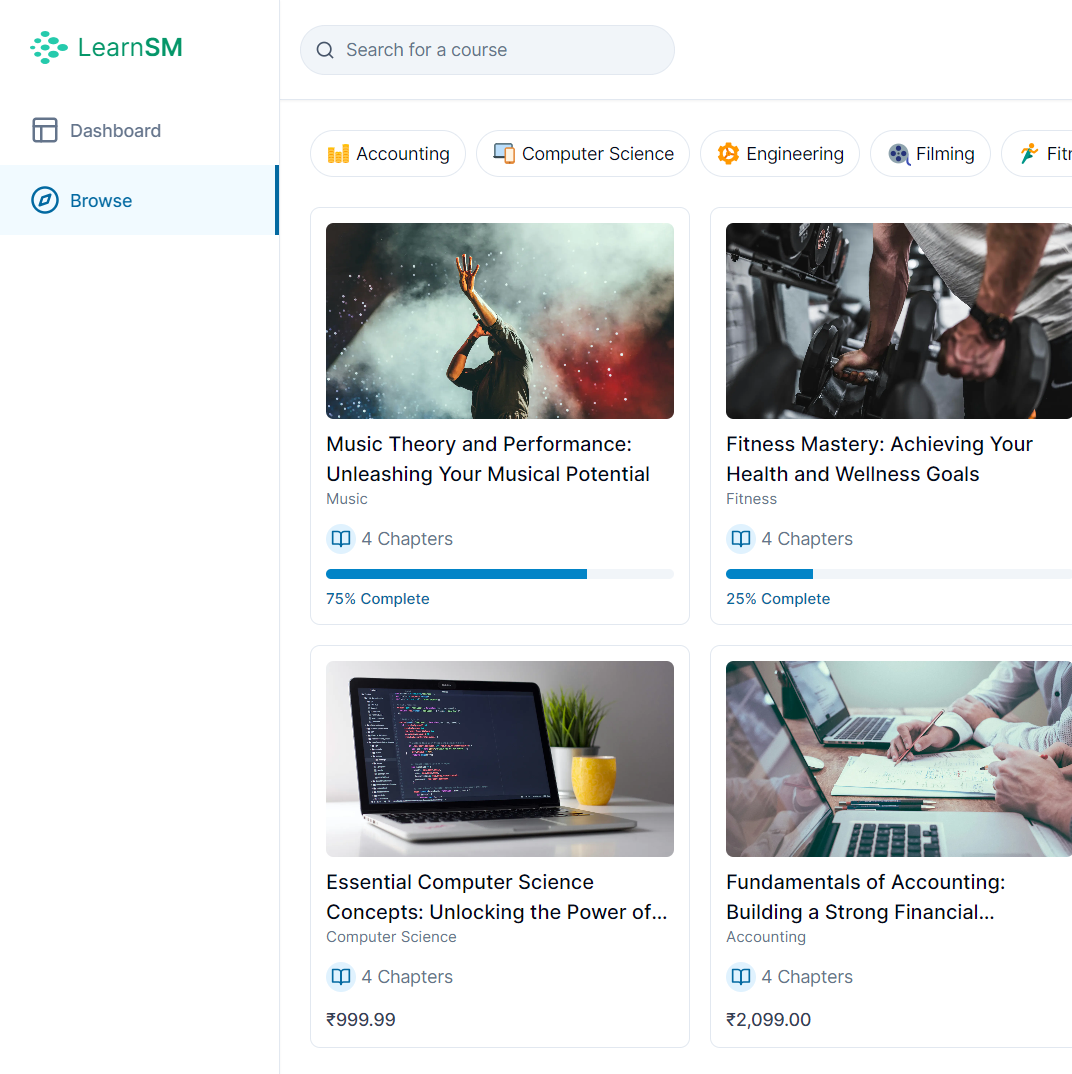 LearnSM
Search for a course
Dashboard
Browse
Accounting
Computer Science
Engineering
Filming
Music Theory and Performance:
Unleashing Your Musical Potential
Music
4 Chapters
75% Complete
Fitness Mastery: Achieving Your
Health and Wellness Goals
Fitness
4 Chapters
25% Complete
Essential Computer Science
Concepts: Unlocking the Power of...
Computer Science
4 Chapters
₹999.99
Fundamentals of Accounting:
Building a Strong Financial...
Accounting
4 Chapters
₹2,099.00